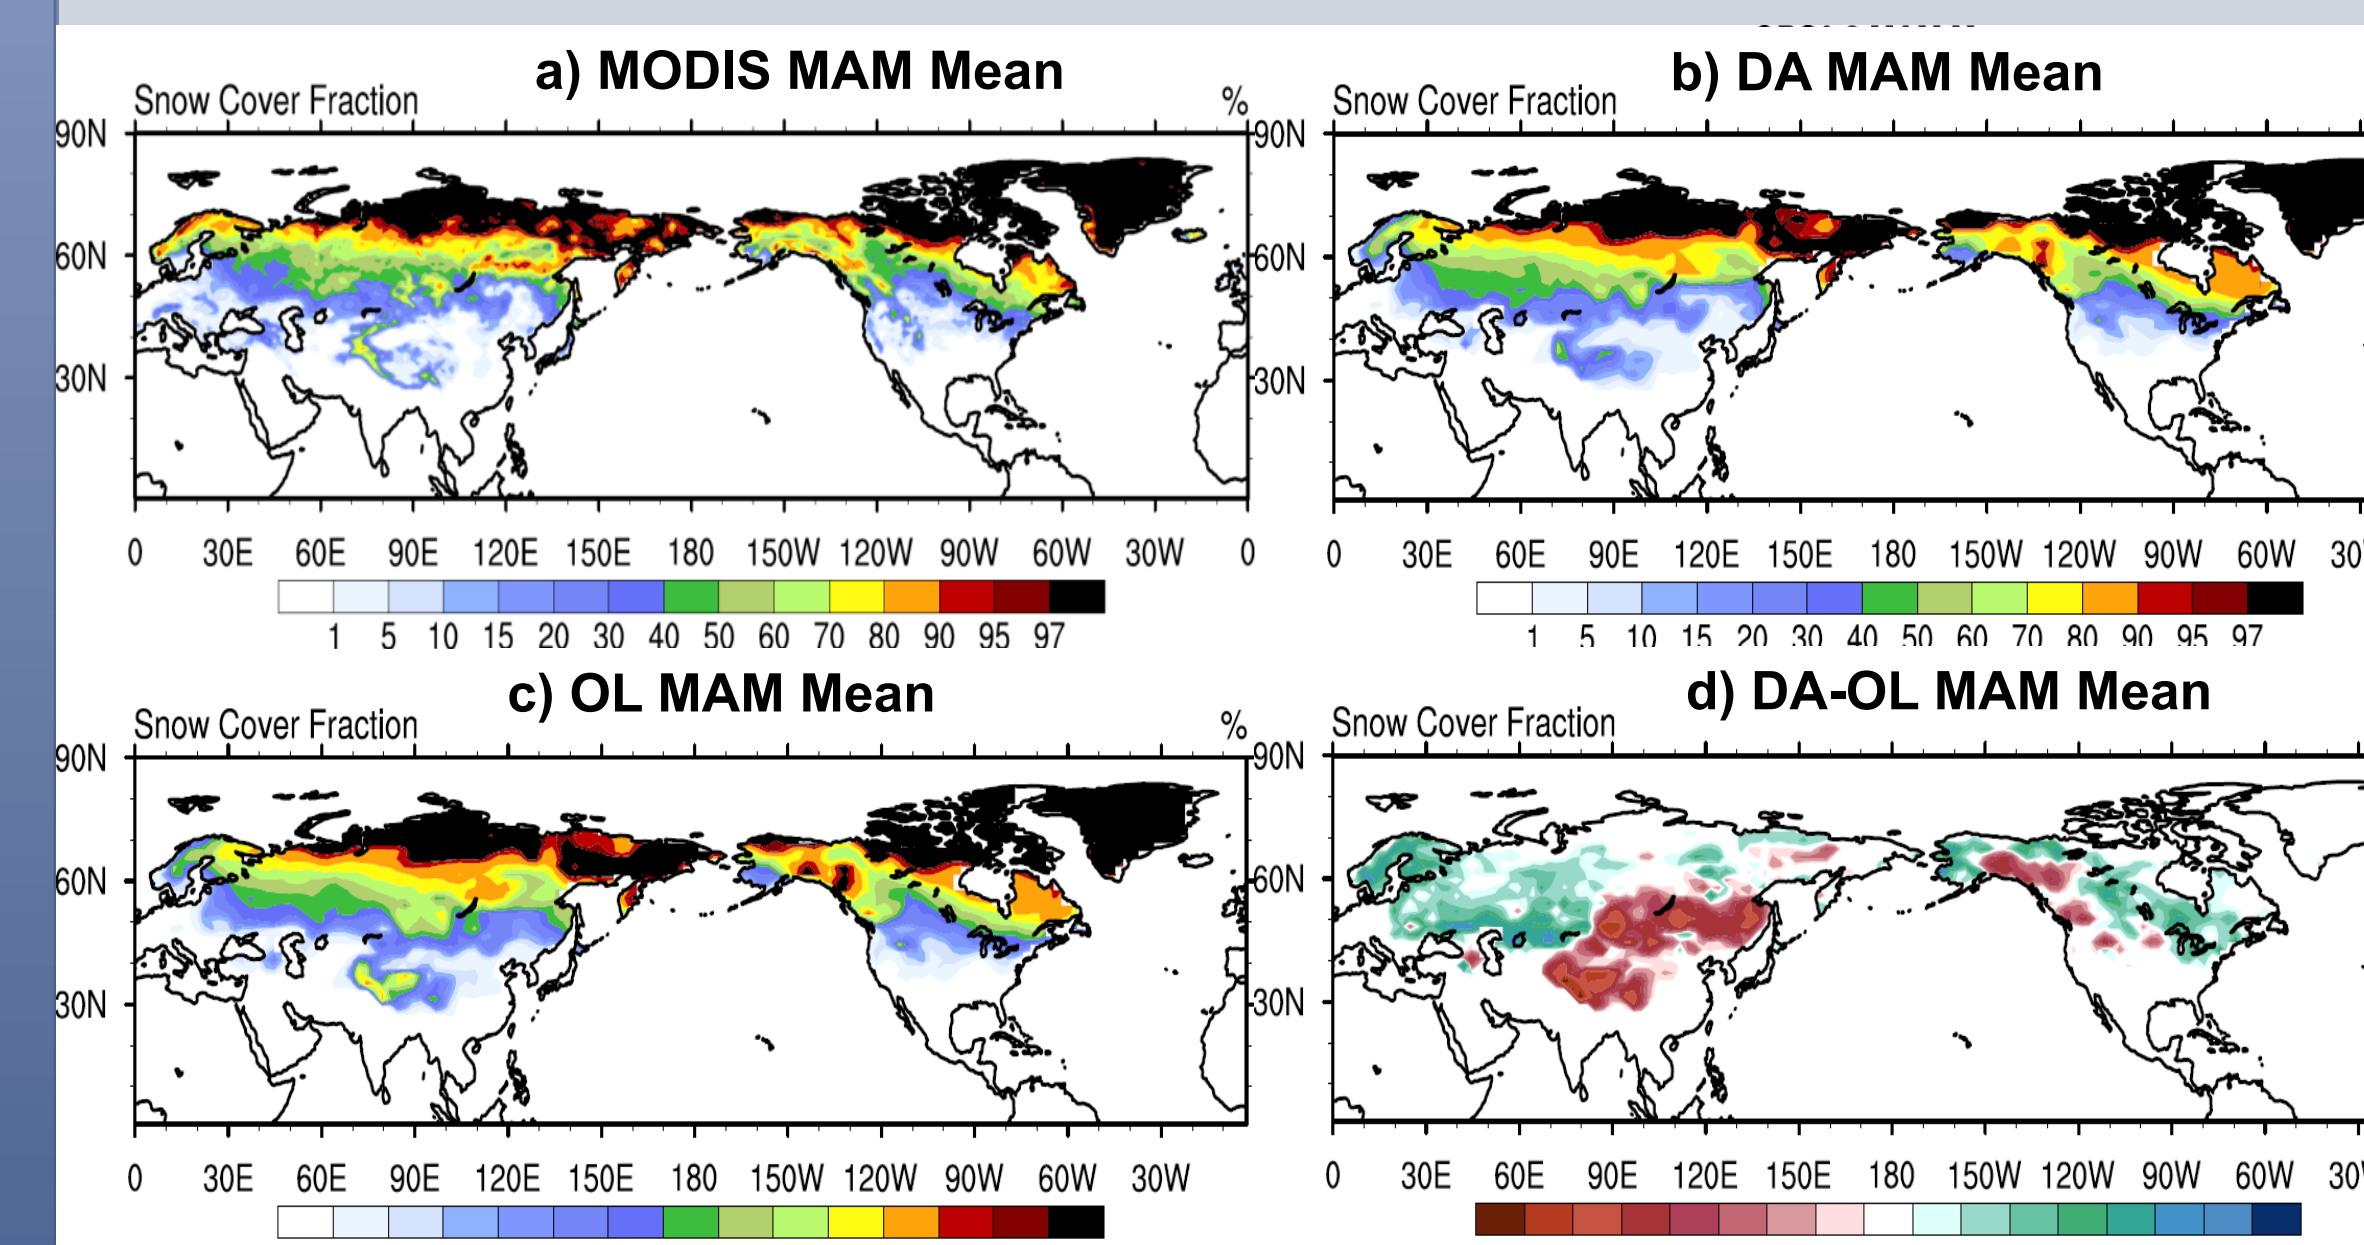 a) MODIS MAM Mean
Snow Cover Fraction %
90N
60N
30N
0 30E 60E 90E 120E 150E 180 150W 120W 90W 60W 30W 0
1 5 10 15 20 30 40 50 60 70 80 90 95 97
b) DA MAM Mean
Snow Cover Fraction
90N
60N
30N
0 30E 60E 90E 120E 150E 180 150W 120W 90W 60W
1 5 10 15 20 30 40 50 60 70 80 90 95 97
c) OL MAM Mean
Snow Cover Fraction %
90N
60N
30N
0 30E 60E 90E 120E 150E 180 150W 120W 90W 60W 30W
d) DA-OL MAM Mean
Snow Cover Fraction
90N
60N
30N
0 30E 60E 90E 120E 150E 180 150W 120W 90W 60W